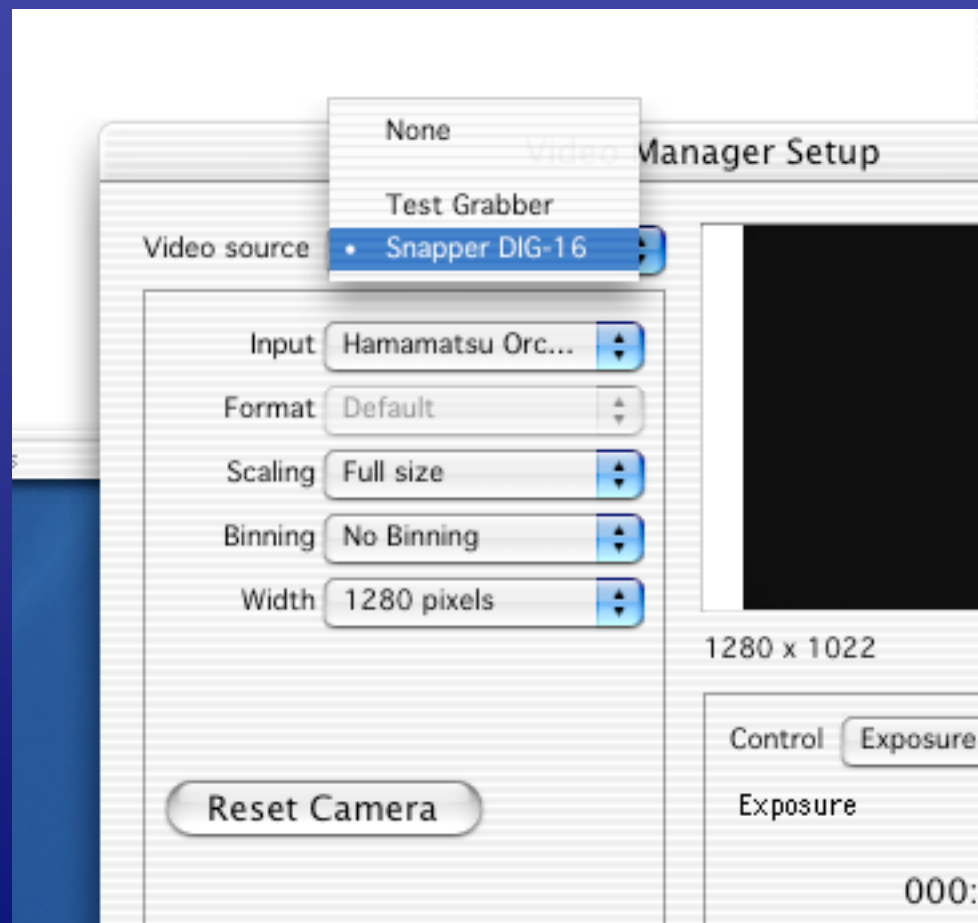 None
Video Manager Setup
Test Grabber
Video source • Snapper DIG-16
Input Hamamatsu Orc...
Format Default
Scaling Full size
Binning No Binning
Width 1280 pixels
1280 x 1022
Control Exposure
Reset Camera
Exposure
000: